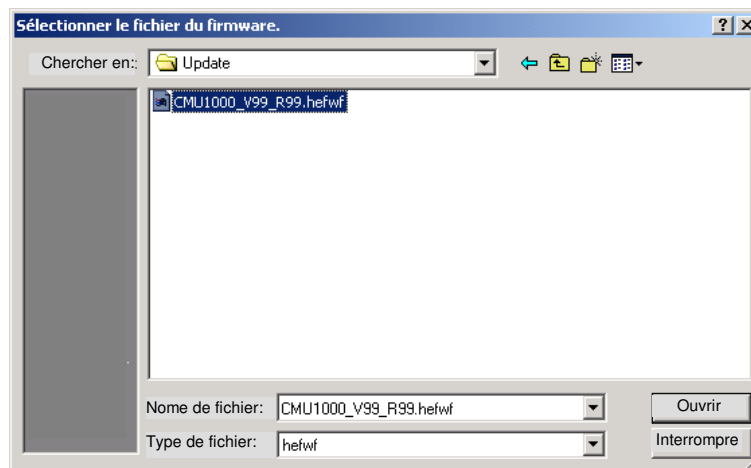 Sélectionner le fichier du firmware.
Chercher en:: Update
CMU1000_V99_R99.hefwf
Nome de fichier: CMU1000_V99_R99.hefwf Ouvrir
Type de fichier: hefwf Interrompre